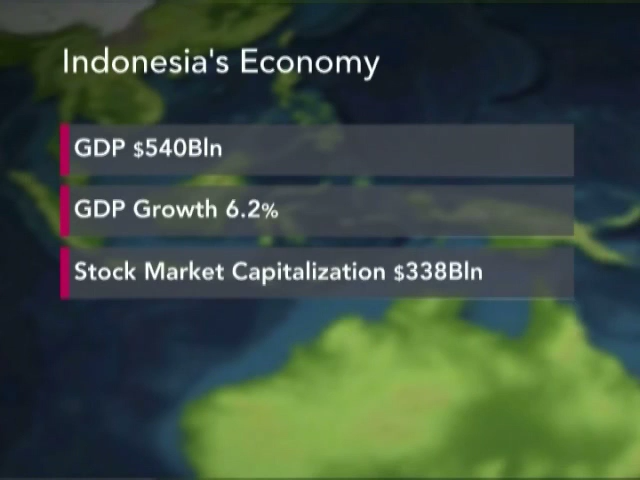 Indonesia's Economy
GDP $540Bln
GDP Growth 6.2%
Stock Market Capitalization $338Bln